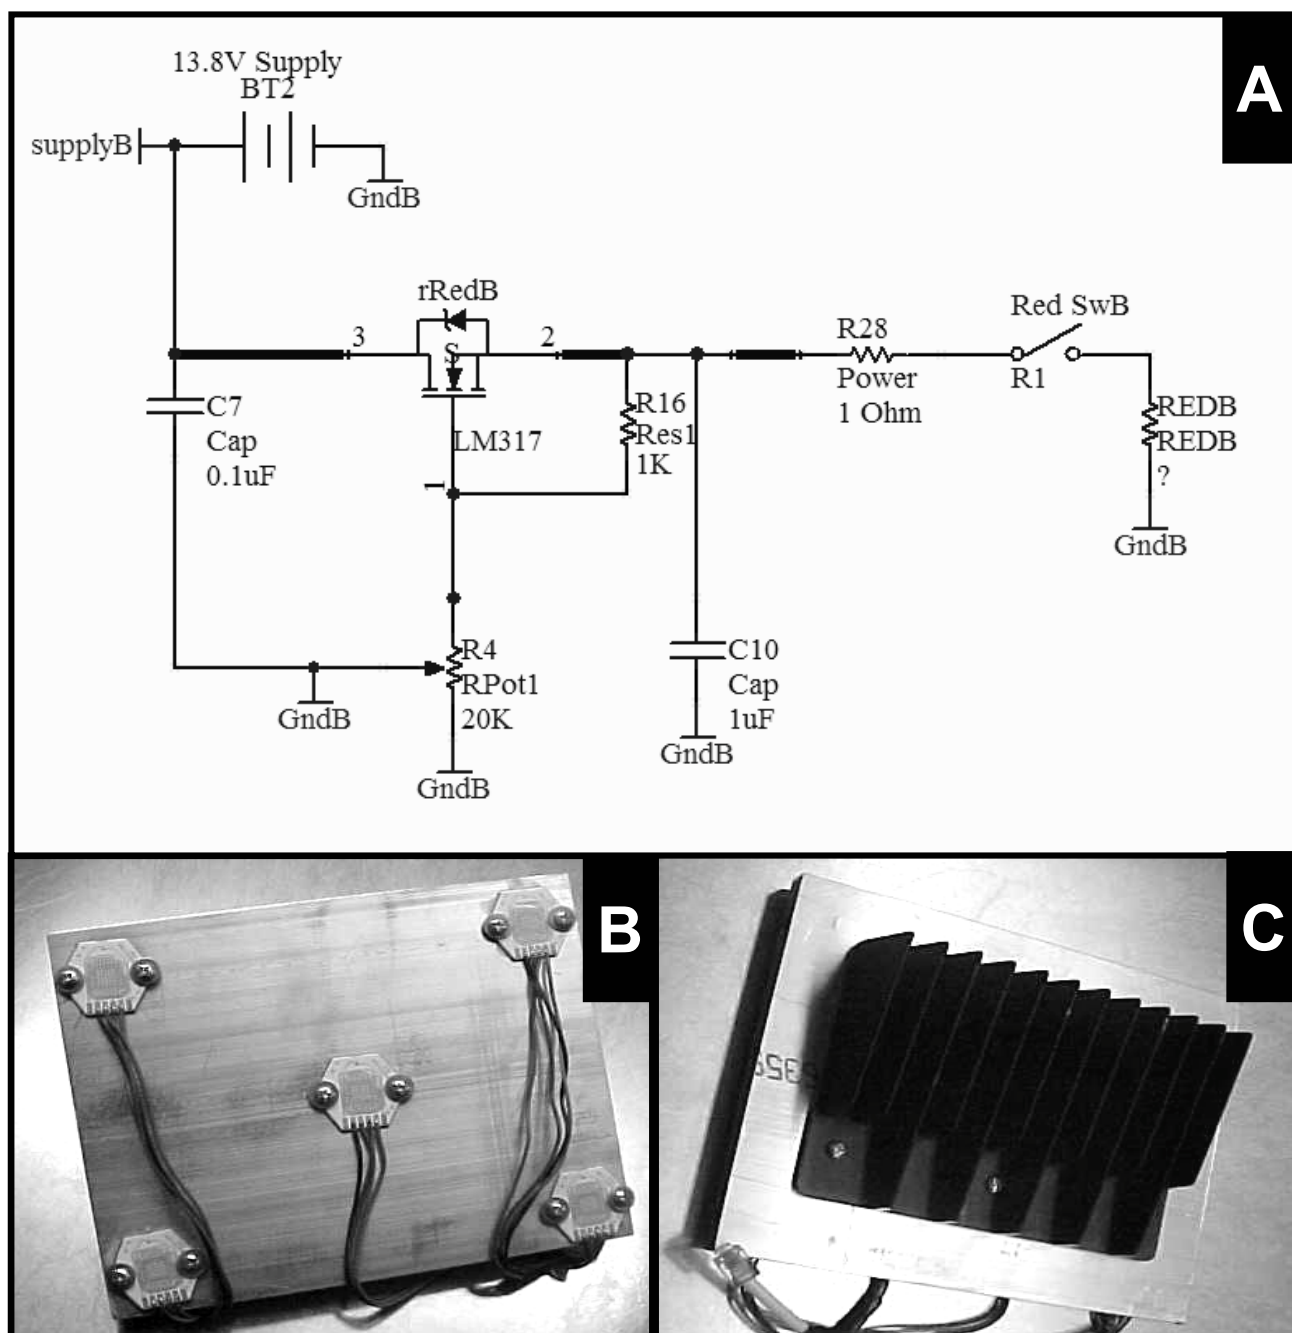 A
13.8V Supply
BT2
supplyB
GndB
rRedB
3
S
2
LM317
1
C7
Cap
0.1uF
R16
Res1
1K
R28
Power
1 Ohm
Red SwB
R1
REDB
REDB
?
GndB
R4
RPot1
20K
GndB
GndB
C10
Cap
1uF
GndB
B
C